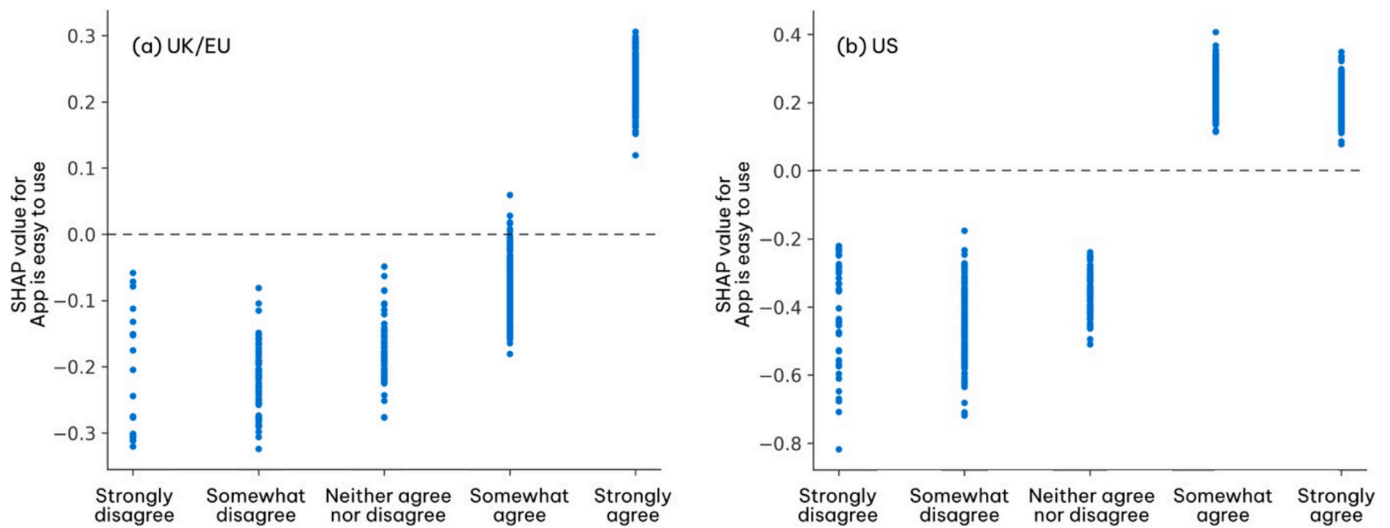 (a) UK/EU
0.3
0.2
0.1
0.0
−0.1
−0.2
−0.3
SHAP value for
App is easy to use
Strongly
disagree
Somewhat
disagree
Neither agree
nor disagree
Somewhat
agree
Strongly
agree
(b) US
0.4
0.2
0.0
−0.2
−0.4
−0.6
−0.8
SHAP value for
App is easy to use
Strongly
disagree
Somewhat
disagree
Neither agree
nor disagree
Somewhat
agree
Strongly
agree